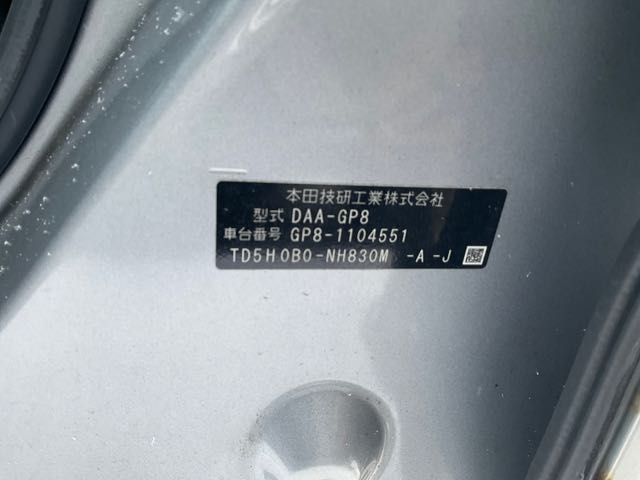 本田技研工業株式会社
型式 DAA-GP8
車台番号 GP8-1104551
TD5H0B0-NH830M -A -J